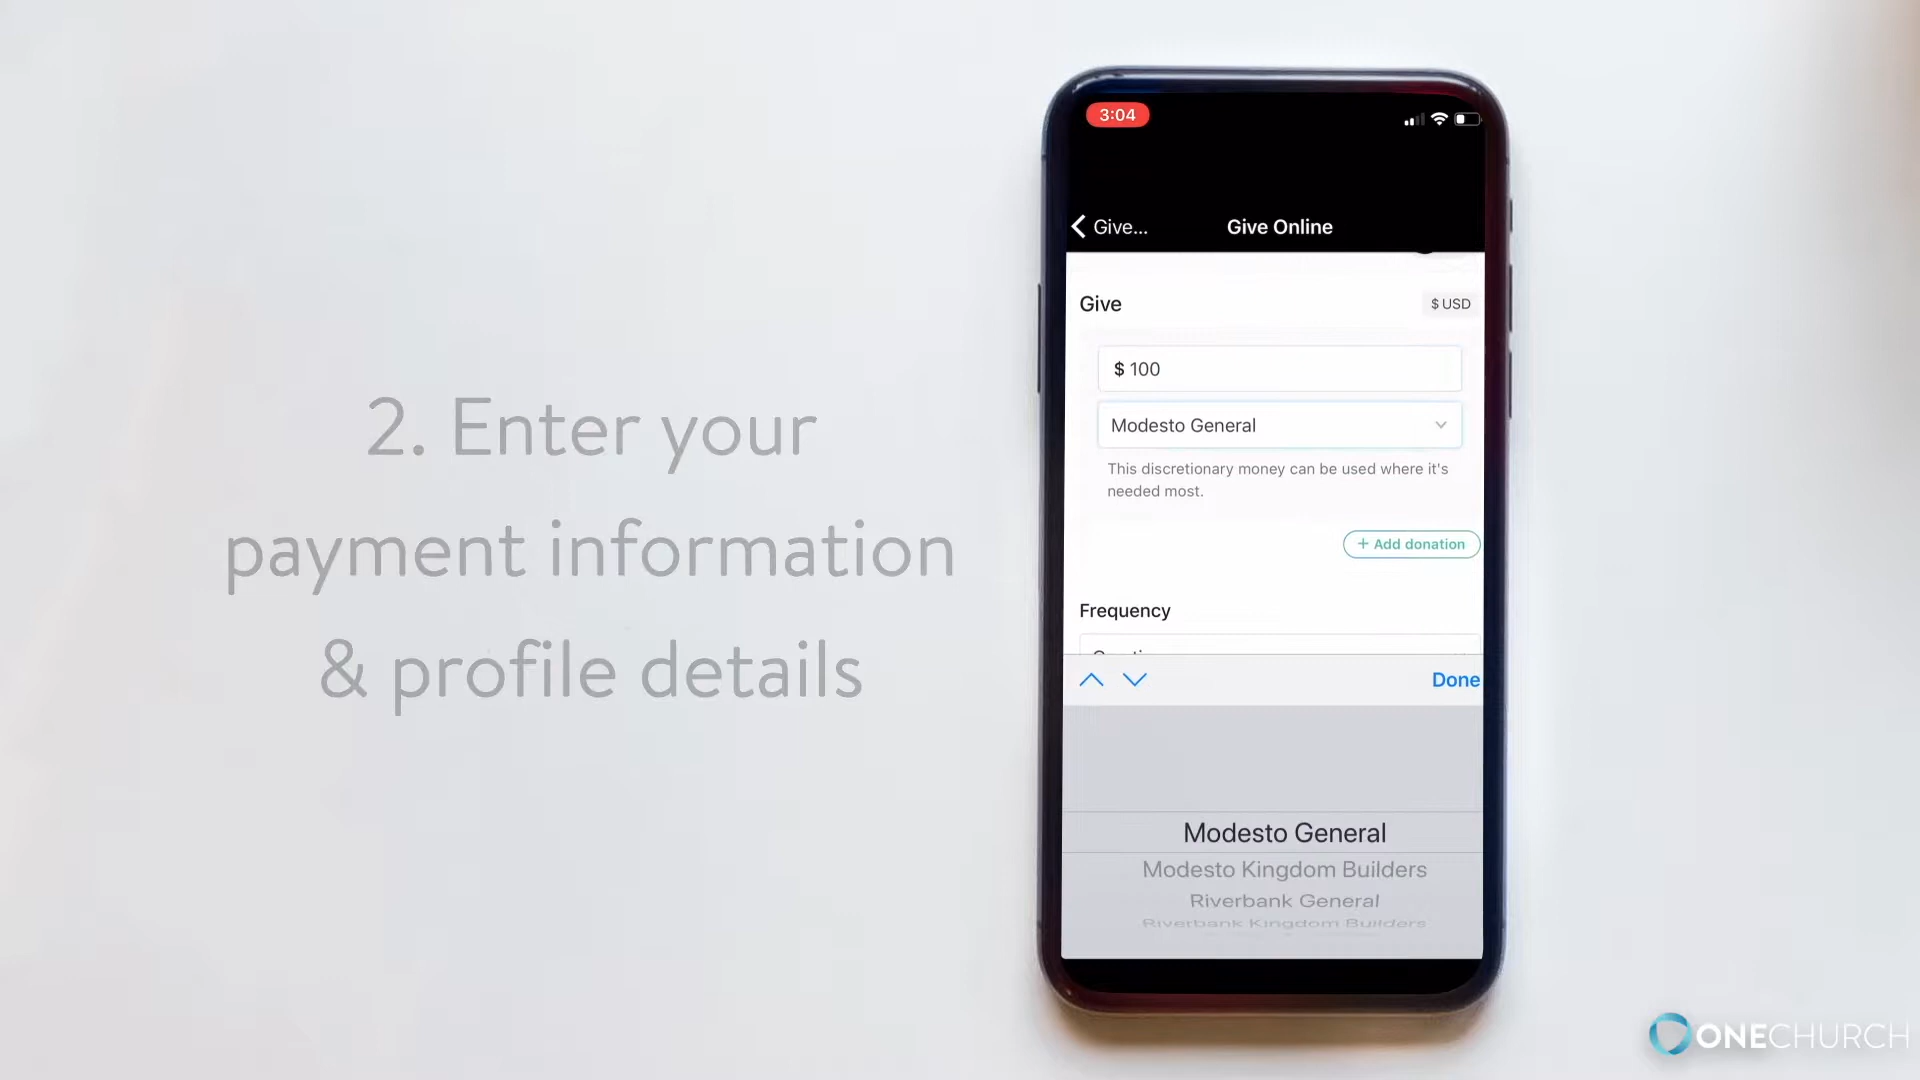 2. Enter your
payment information
& profile details
3:04
Give...
Give Online
Give
$ USD
$ 100
Modesto General
This discretionary money can be used where it's
needed most.
+ Add donation
Frequency
Done
Modesto General
Modesto Kingdom Builders
Riverbank General
Riverbank Kingdom Builders
ONECHURCH